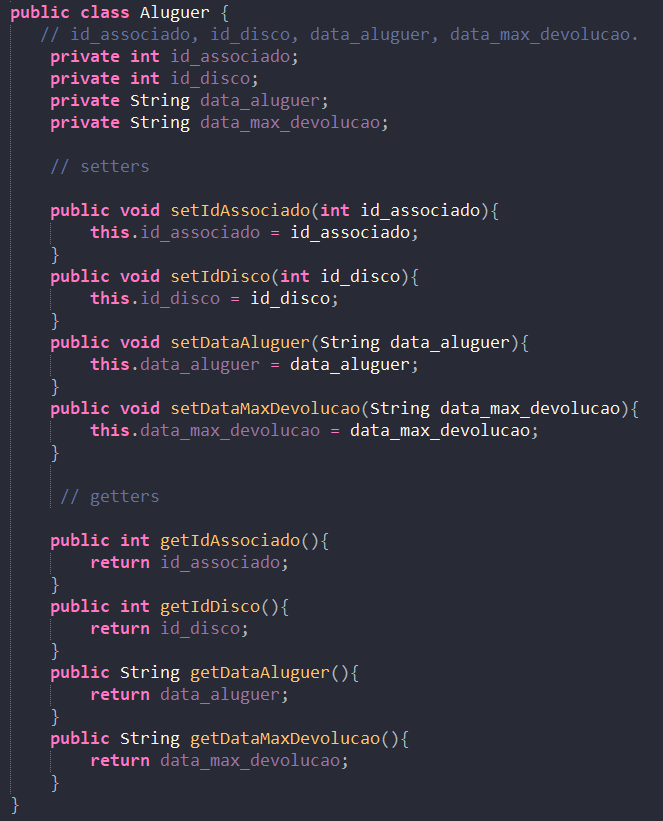 public class Aluguer {
// id_associado, id_disco, data_aluguer, data_max_devolucao.
private int id_associado;
private int id_disco;
private String data_aluguer;
private String data_max_devolucao;
// setters
public void setIdAssociado(int id_associado){
this.id_associado = id_associado;
}
public void setIdDisco(int id_disco){
this.id_disco = id_disco;
}
public void setDataAluguer(String data_aluguer){
this.data_aluguer = data_aluguer;
}
public void setDataMaxDevolucao(String data_max_devolucao){
this.data_max_devolucao = data_max_devolucao;
}
// getters
public int getIdAssociado(){
return id_associado;
}
public int getIdDisco(){
return id_disco;
}
public String getDataAluguer(){
return data_aluguer;
}
public String getDataMaxDevolucao(){
return data_max_devolucao;
}
}